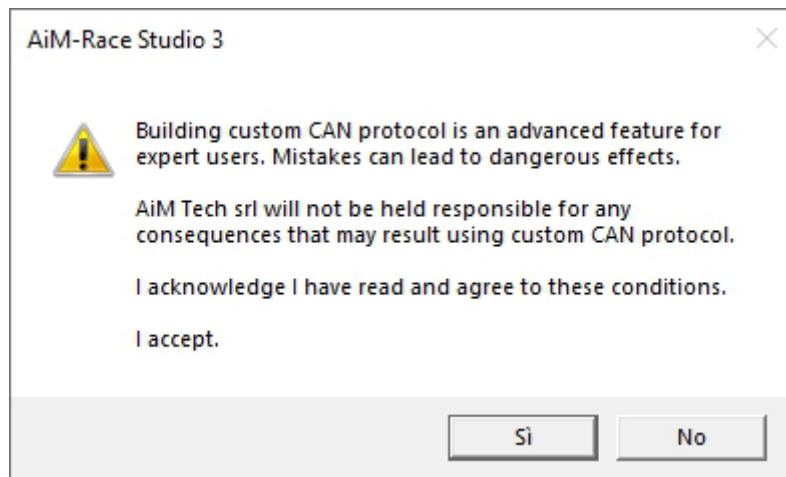 AiM-Race Studio 3
Building custom CAN protocol is an advanced feature for
expert users. Mistakes can lead to dangerous effects.
AiM Tech srl will not be held responsible for any
consequences that may result using custom CAN protocol.
I acknowledge I have read and agree to these conditions.
I accept.
Sì
No